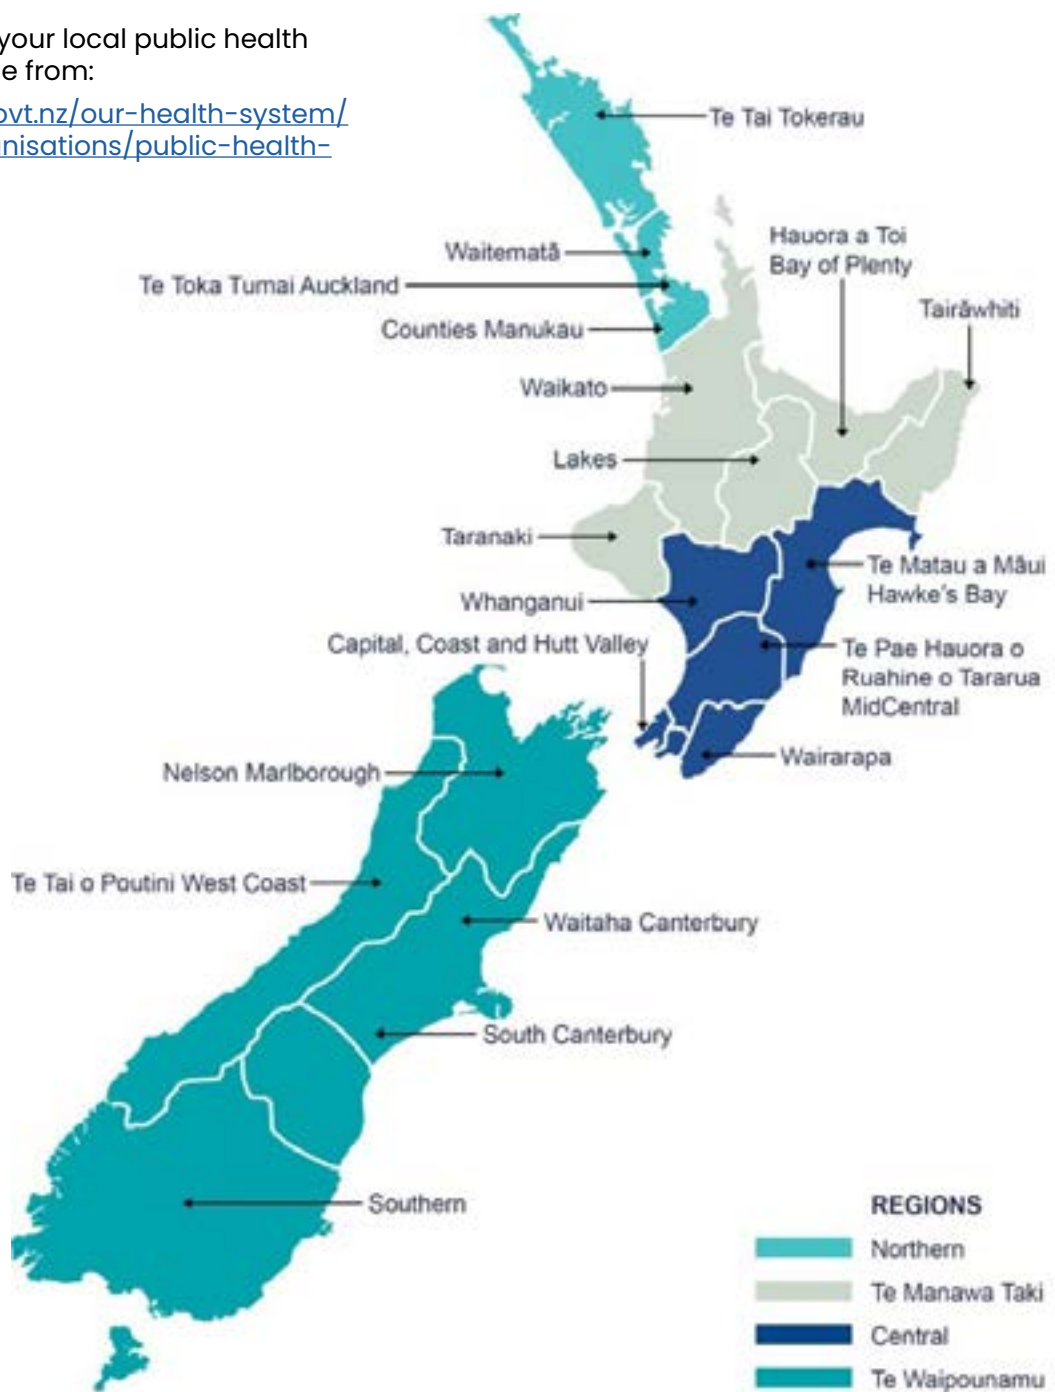 your local public health
e from:
ovt.nz/our-health-system/
nisations/public-health-
Te Tai Tokerau
Waitematā
Hauora a Toi
Bay of Plenty
Te Toka Tumai Auckland
Tairāwhiti
Counties Manukau
Waikato
Lakes
Taranaki
Te Matau a Māui
Hawke's Bay
Whanganui
Capital, Coast and Hutt Valley
Te Pae Hauora o
Ruahine o Tararua
MidCentral
Wairarapa
Nelson Marlborough
Te Tai o Poutini West Coast
Waitaha Canterbury
South Canterbury
Southern
REGIONS
Northern
Te Manawa Taki
Central
Te Waipounamu